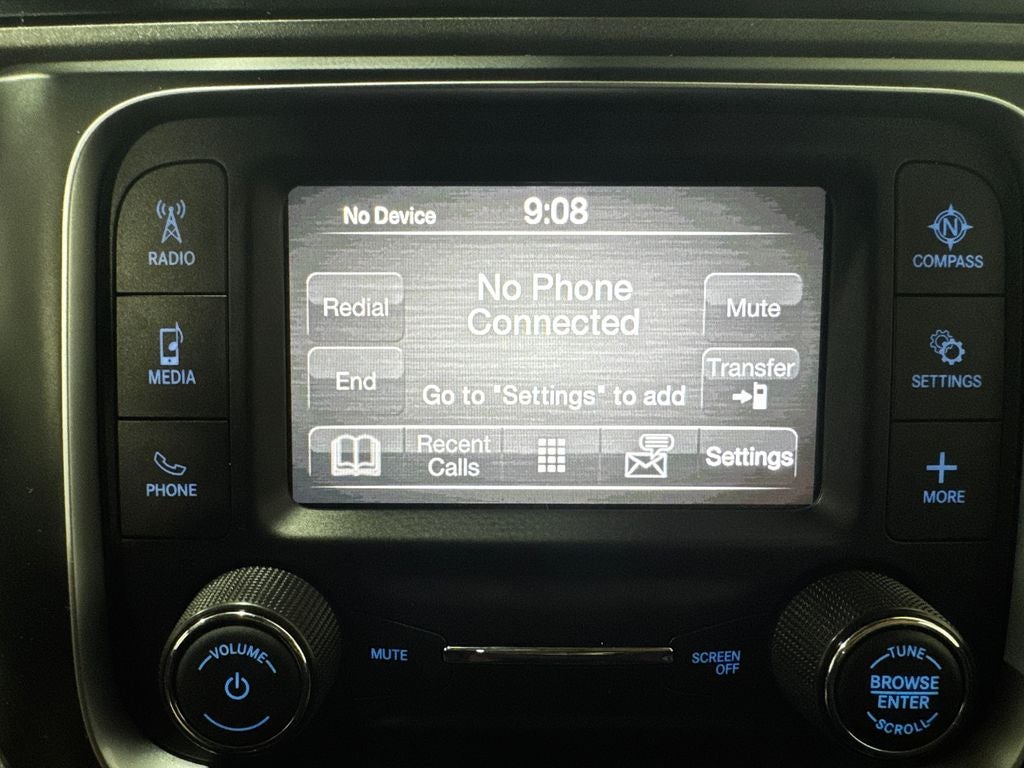 No Device 9:08
RADIO
MEDIA
PHONE
Redial
End
No Phone
Connected
Go to "Settings" to add
Mute
Transfer
Recent
Calls
Settings
N
COMPASS
SETTINGS
MORE
VOLUME
MUTE
SCREEN
OFF
TUNE
BROWSE
ENTER
SCROLL